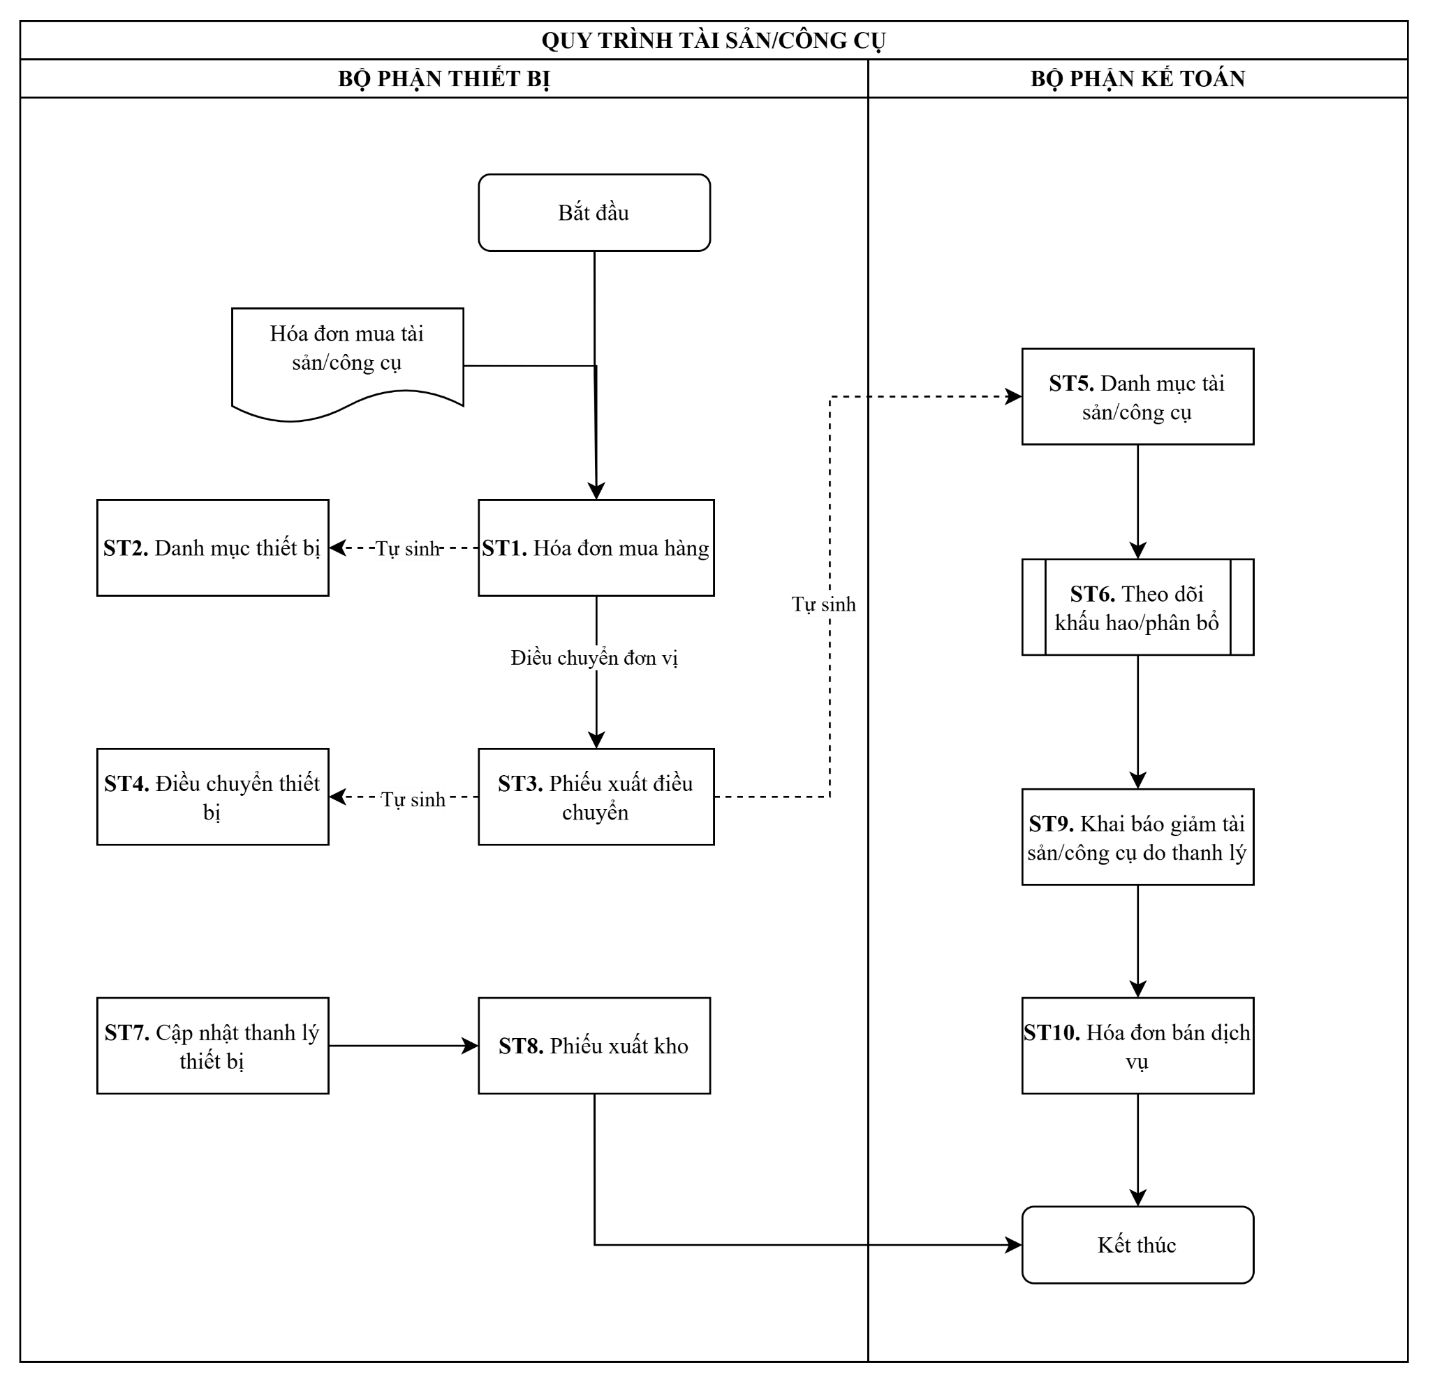 QUY TRÌNH TÀI SẢN/CÔNG CỤ
BỘ PHẬN THIẾT BỊ
BỘ PHẬN KẾ TOÁN
Bắt đầu
Hóa đơn mua tài
sản/công cụ
ST5. Danh mục tài
sản/công cụ
ST2. Danh mục thiết bị
Tự sinh
ST1. Hóa đơn mua hàng
Tự sinh
ST6. Theo dõi
khấu hao/phân bổ
Điều chuyển đơn vị
ST4. Điều chuyển thiết
bị
Tự sinh
ST3. Phiếu xuất điều
chuyển
ST9. Khai báo giảm tài
sản/công cụ do thanh lý
ST7. Cập nhật thanh lý
thiết bị
ST8. Phiếu xuất kho
ST10. Hóa đơn bán dịch
vụ
Kết thúc